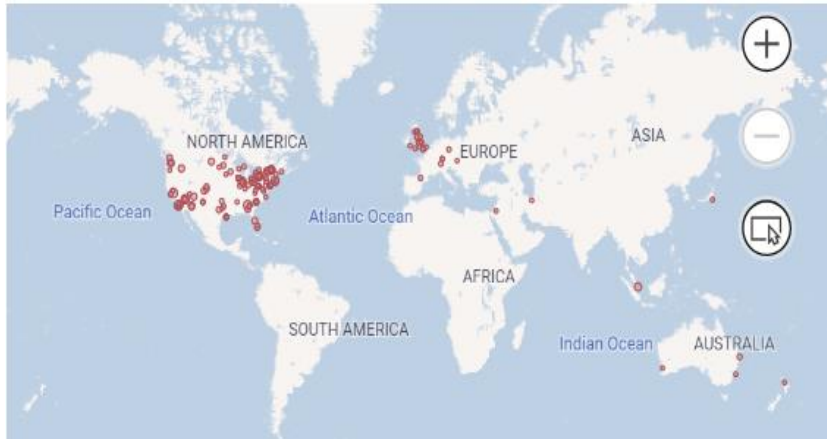 NORTH AMERICA
ASIA
EUROPE
Pacific Ocean
Atlantic Ocean
AFRICA
SOUTH AMERICA
Indian Ocean
AUSTRALIA